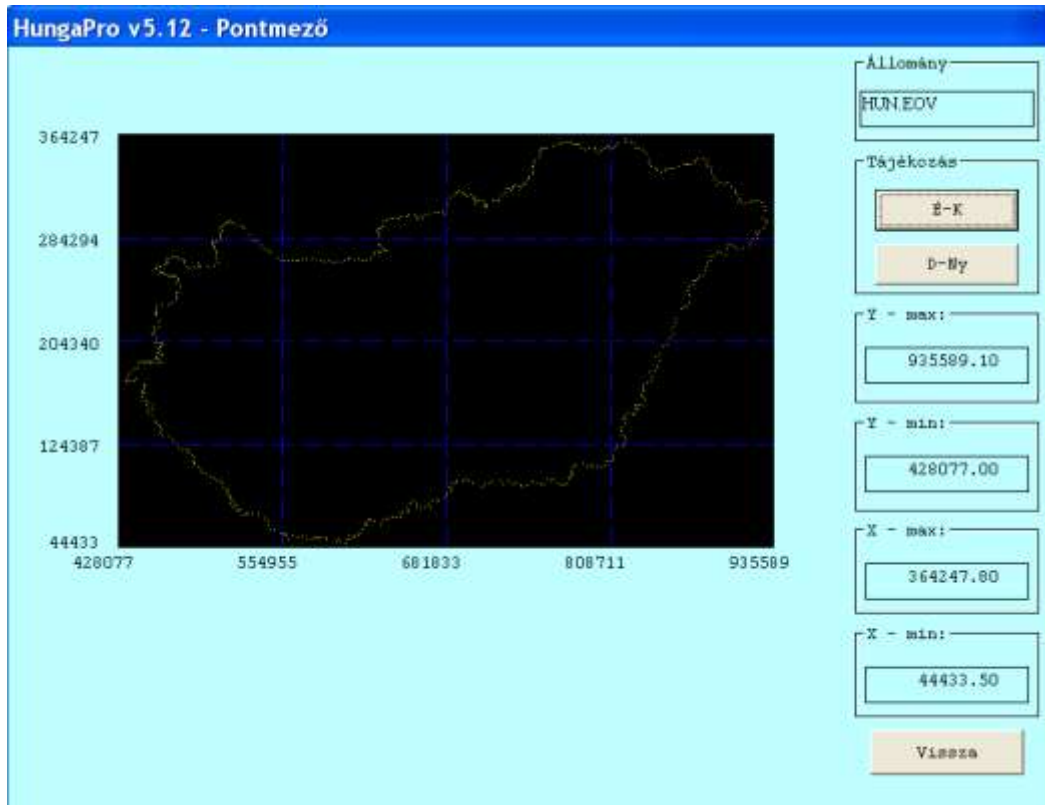 HungaPro v5.12 - Pontmező
364247
284294
204340
124387
44433
428077
554955
681833
808711
935589
Állomány
HUN.EOV
Tájékozás
É-K
D-Ny
Y - max:
935589.10
Y - min:
428077.00
X - max:
364247.80
X - min:
44433.50
Vissza